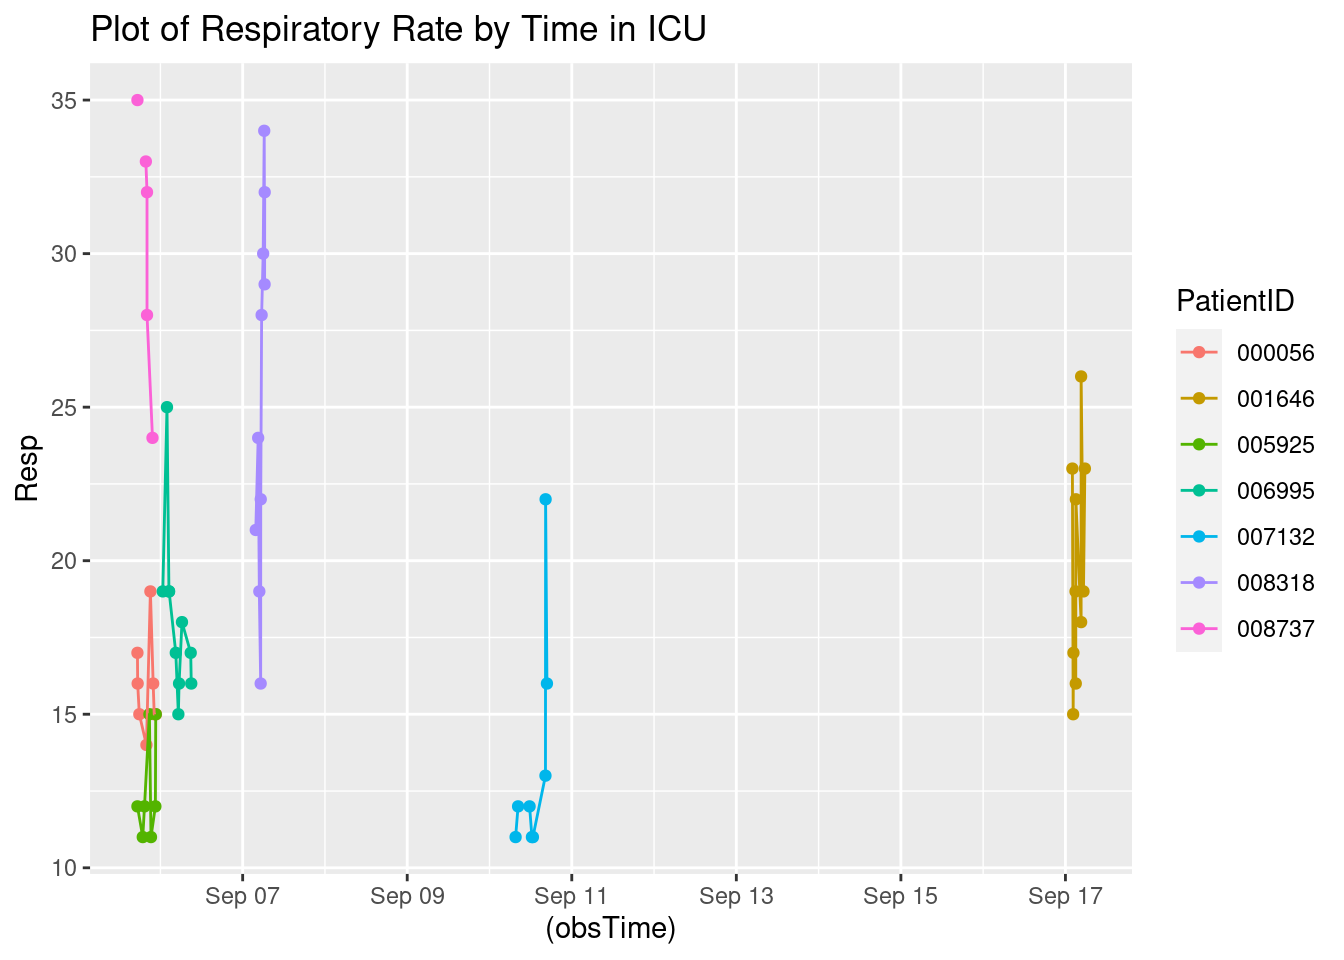 Plot of Respiratory Rate by Time in ICU
35
30
25
20
15
10
Resp
Sep 07 Sep 09 Sep 11 Sep 13 Sep 15 Sep 17
(obsTime)
PatientID
000056
001646
005925
006995
007132
008318
008737